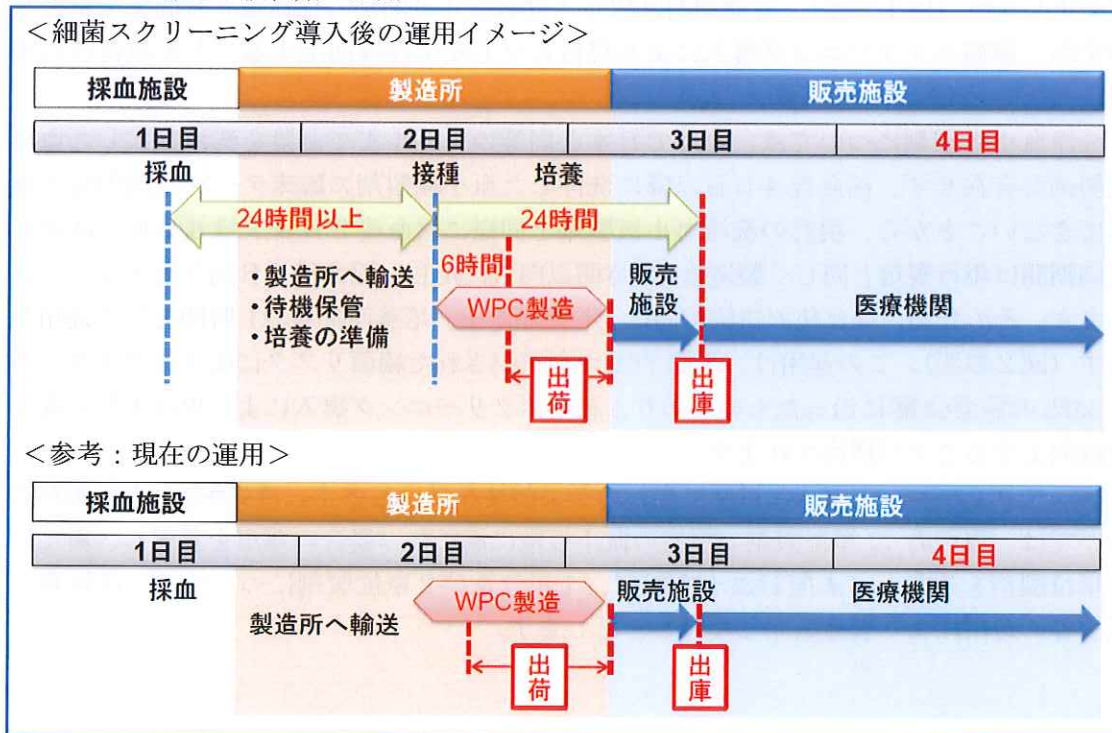 <細菌スクリーニング導入後の運用イメージ>
採血施設 製造所 販売施設
1日目 2日目 3日目 4日目
採血 接種 培養
24時間以上 24時間
6時間
・製造所へ輸送
・待機保管
・培養の準備
WPC製造
販売
施設
医療機関
出荷
出庫
<参考:現在の運用>
採血施設 製造所 販売施設
1日目 2日目 3日目 4日目
採血 WPC製造 販売施設 医療機関
製造所へ輸送
出荷
出庫